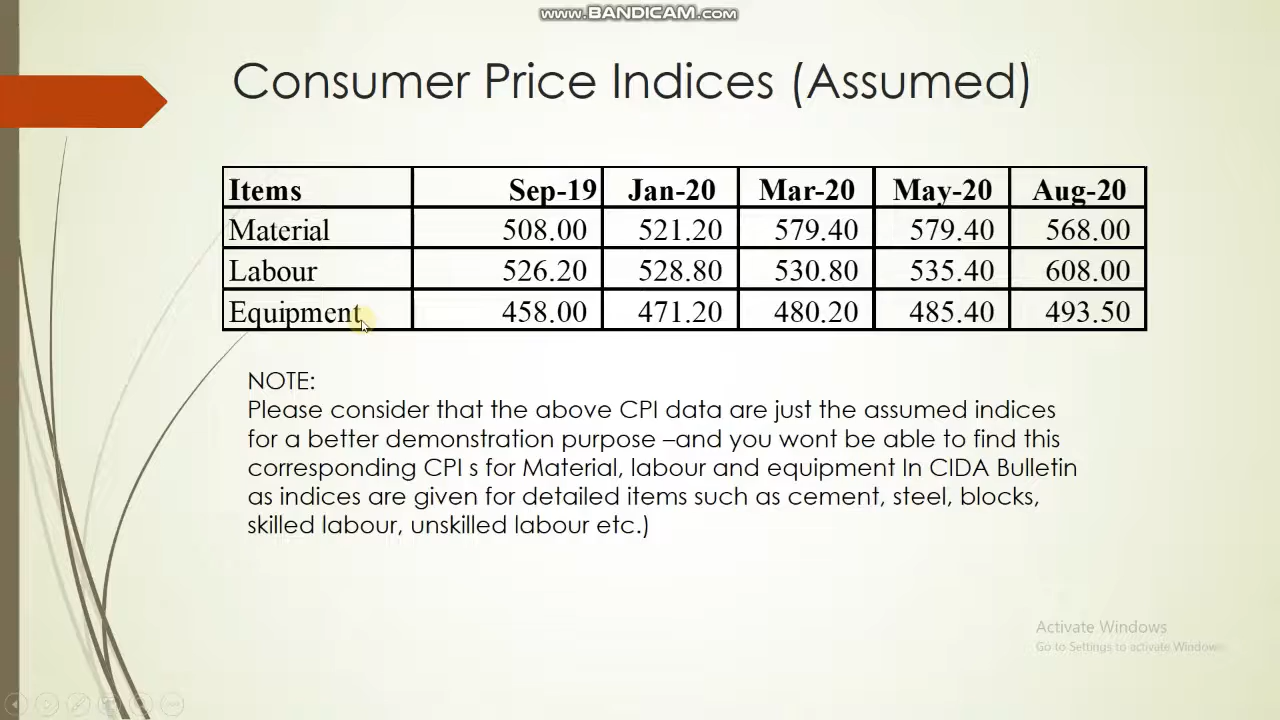 www.BANDICAM.com
Consumer Price Indices (Assumed)
Items Sep-19 Jan-20 Mar-20 May-20 Aug-20
Material 508.00 521.20 579.40 579.40 568.00
Labour 526.20 528.80 530.80 535.40 608.00
Equipment 458.00 471.20 480.20 485.40 493.50
NOTE:
Please consider that the above CPI data are just the assumed indices
for a better demonstration purpose –and you wont be able to find this
corresponding CPI s for Material, labour and equipment In CIDA Bulletin
as indices are given for detailed items such as cement, steel, blocks,
skilled labour, unskilled labour etc.)
Activate Windows
Go to Settings to activate Windows.